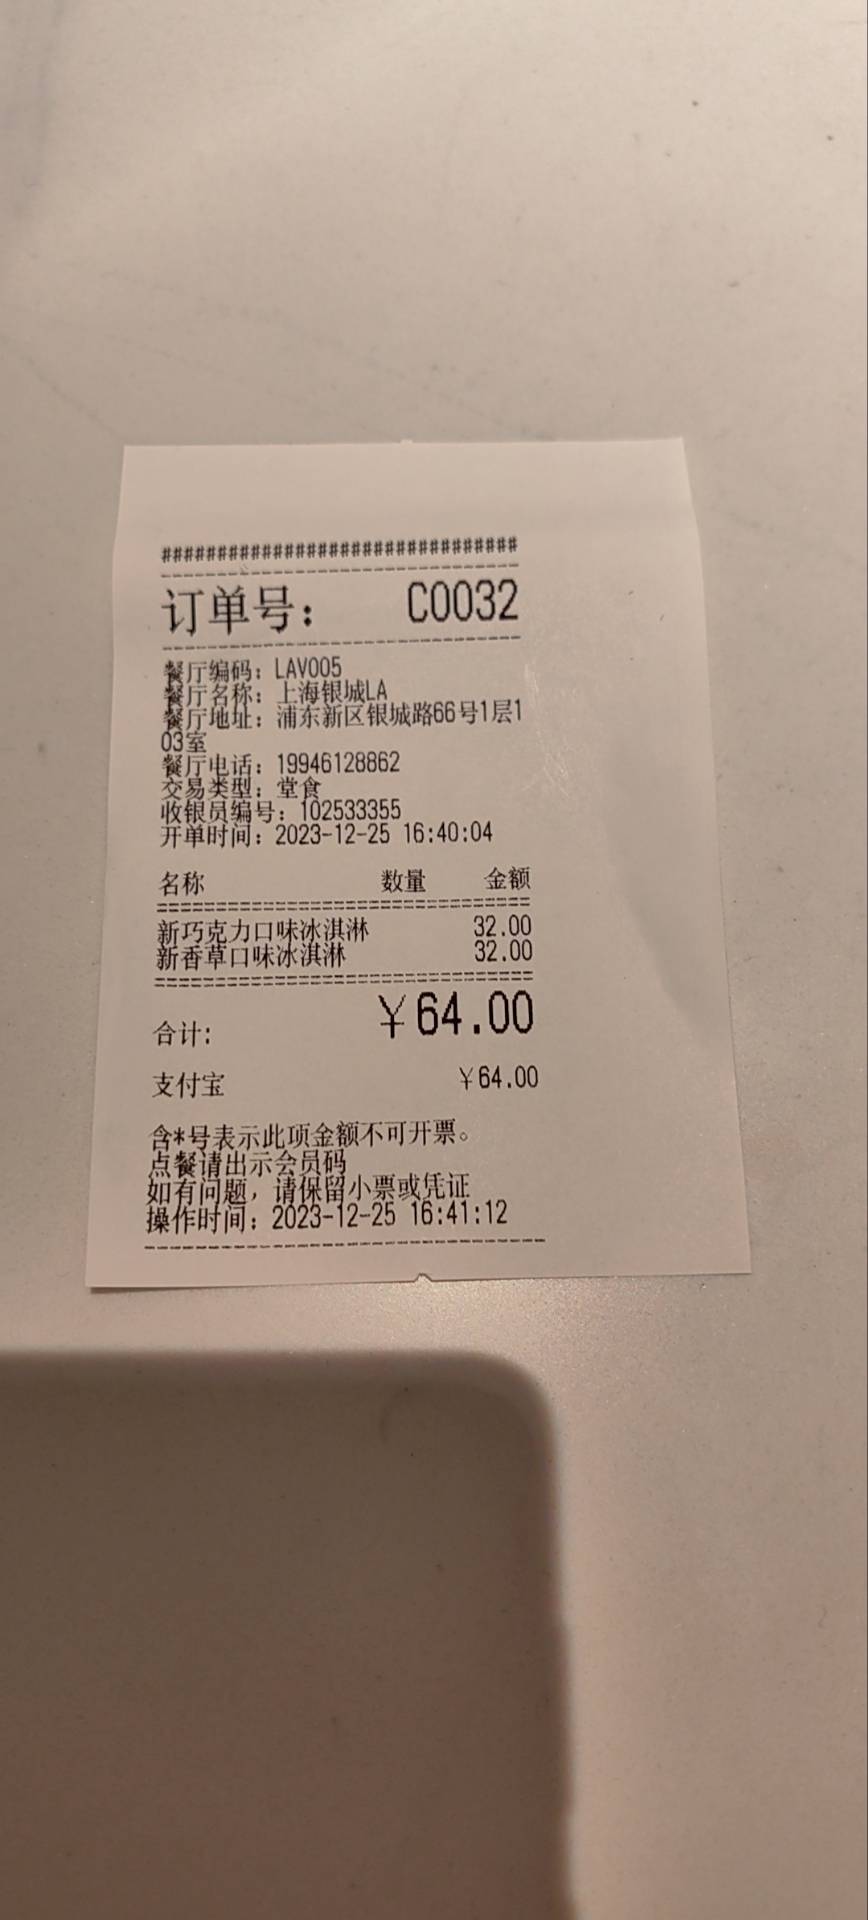 ################################
订单号： C0032
餐厅编码：LAV005
餐厅名称：上海银城LA
餐厅地址：浦东新区银城路66号1层1
03室
餐厅电话：19946128862
交易类型：堂食
收银员编号：102533355
开单时间：2023-12-25 16:40:04
名称 数量 金额
新巧克力口味冰淇淋 32.00
新香草口味冰淇淋 32.00
合计: ￥64.00
支付宝 ￥64.00
含*号表示此项金额不可开票。
点餐请出示会员码
如有问题，请保留小票或凭证
操作时间：2023-12-25 16:41:12